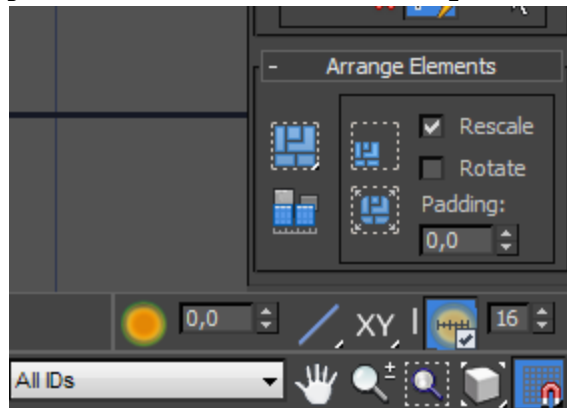 - Arrange Elements
Rescale
Rotate
Padding:
0,0
0,0
XY
16
All IDs